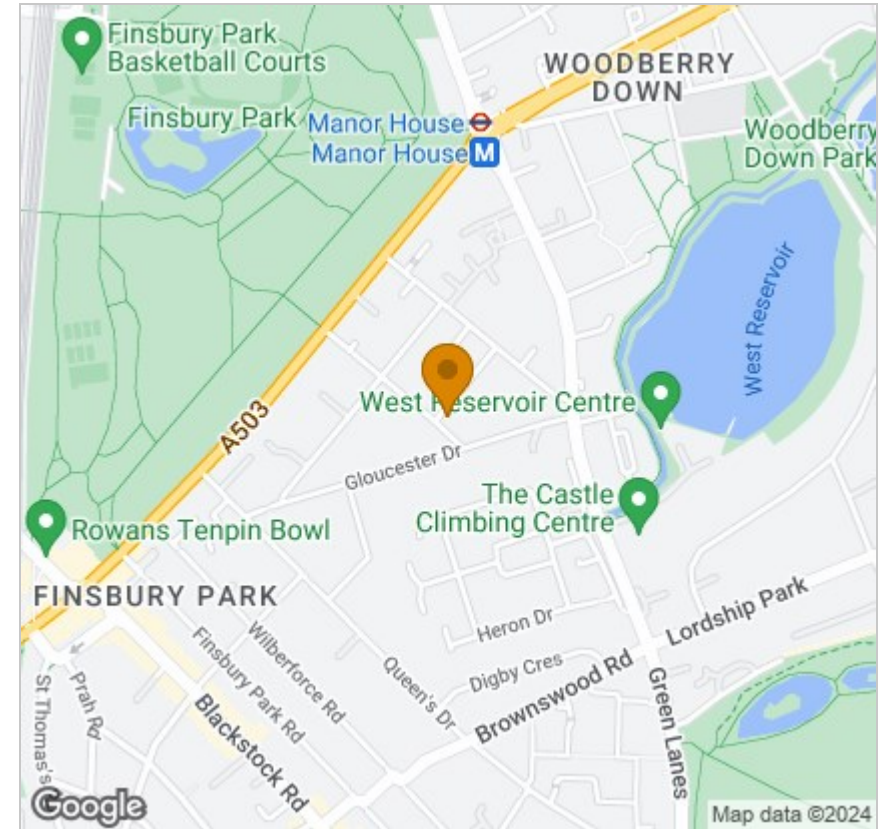 Finsbury Park
Basketball Courts
WOODBERRY
DOWN
Finsbury Park
Manor House
Manor House M
Woodberry
Down Park
West Reservoir
West Reservoir Centre
A503
Gloucester Dr
The Castle
Climbing Centre
Rowans Tenpin Bowl
FINSBURY PARK
Heron Dr
Lordship Park
Digby Cres
Brownswood Rd
Queen's Dr
Wilberforce Rd
Finsbury Park Rd
Blackstock Rd
Prah Rd
St Thomas's
Green Lanes
Google
Map data ©2024